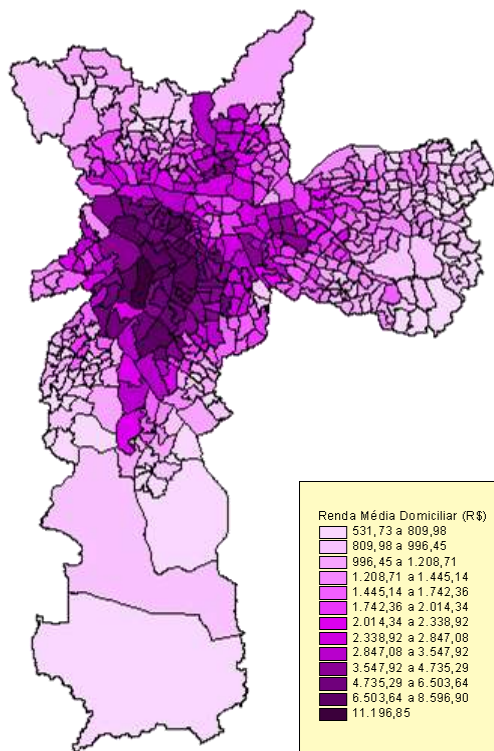 Renda Média Domiciliar (R$)
531,73 a 809,98
809,98 a 996,45
996,45 a 1.208,71
1.208,71 a 1.445,14
1.445,14 a 1.742,36
1.742,36 a 2.014,34
2.014,34 a 2.338,92
2.338,92 a 2.847,08
2.847,08 a 3.547,92
3.547,92 a 4.735,29
4.735,29 a 6.503,64
6.503,64 a 8.596,90
11.196,85